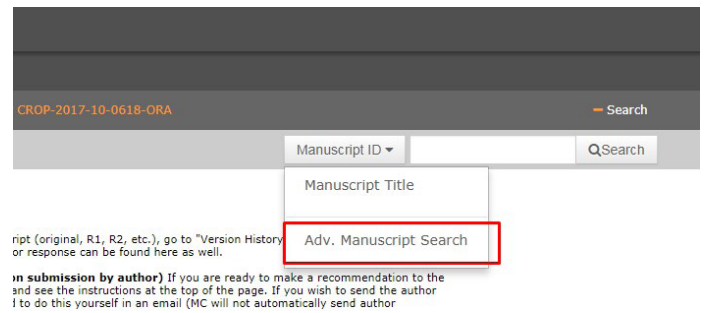 CROP-2017-10-0618-ORA
Search
Manuscript ID
Search
Manuscript Title
Adv. Manuscript Search
ript (original, R1, R2, etc.), go to "Version History
or response can be found here as well.
on submission by author) If you are ready to make a recommendation to the
and see the instructions at the top of the page. If you wish to send the author
to do this yourself in an email (MC will not automatically send author